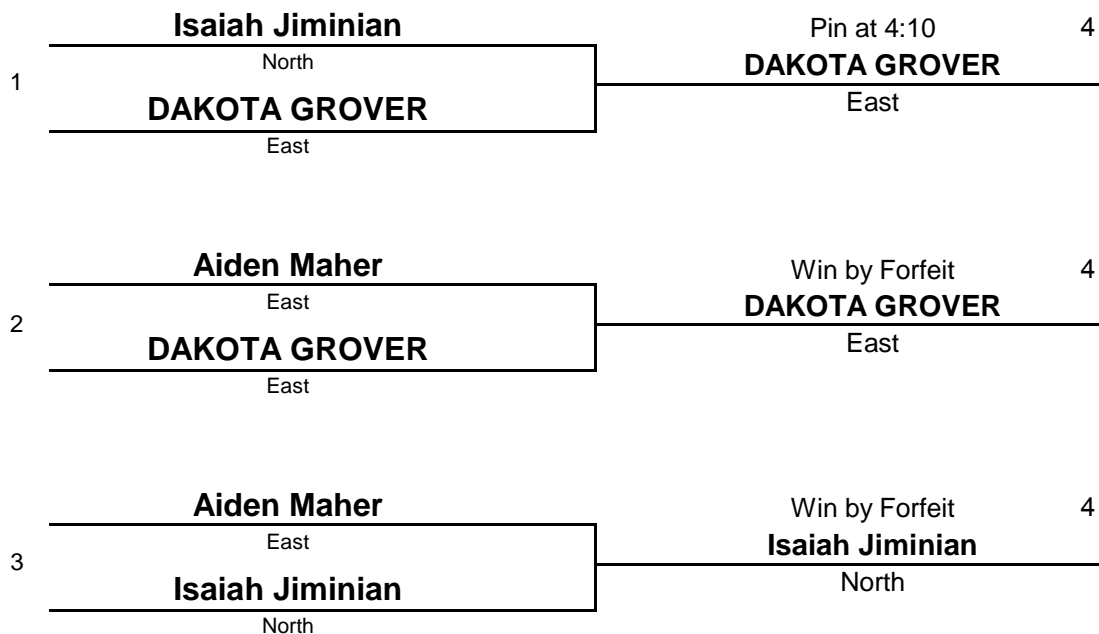 Isaiah Jiminian
Pin at 4:10 4
North
DAKOTA GROVER
1
DAKOTA GROVER
East
East
Aiden Maher
Win by Forfeit 4
East
DAKOTA GROVER
2
DAKOTA GROVER
East
East
Aiden Maher
Win by Forfeit 4
East
Isaiah Jiminian
3
Isaiah Jiminian
North
North